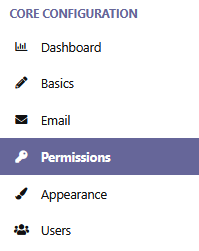 CORE CONFIGURATION
Dashboard
Basics
Email
Permissions
Appearance
Users